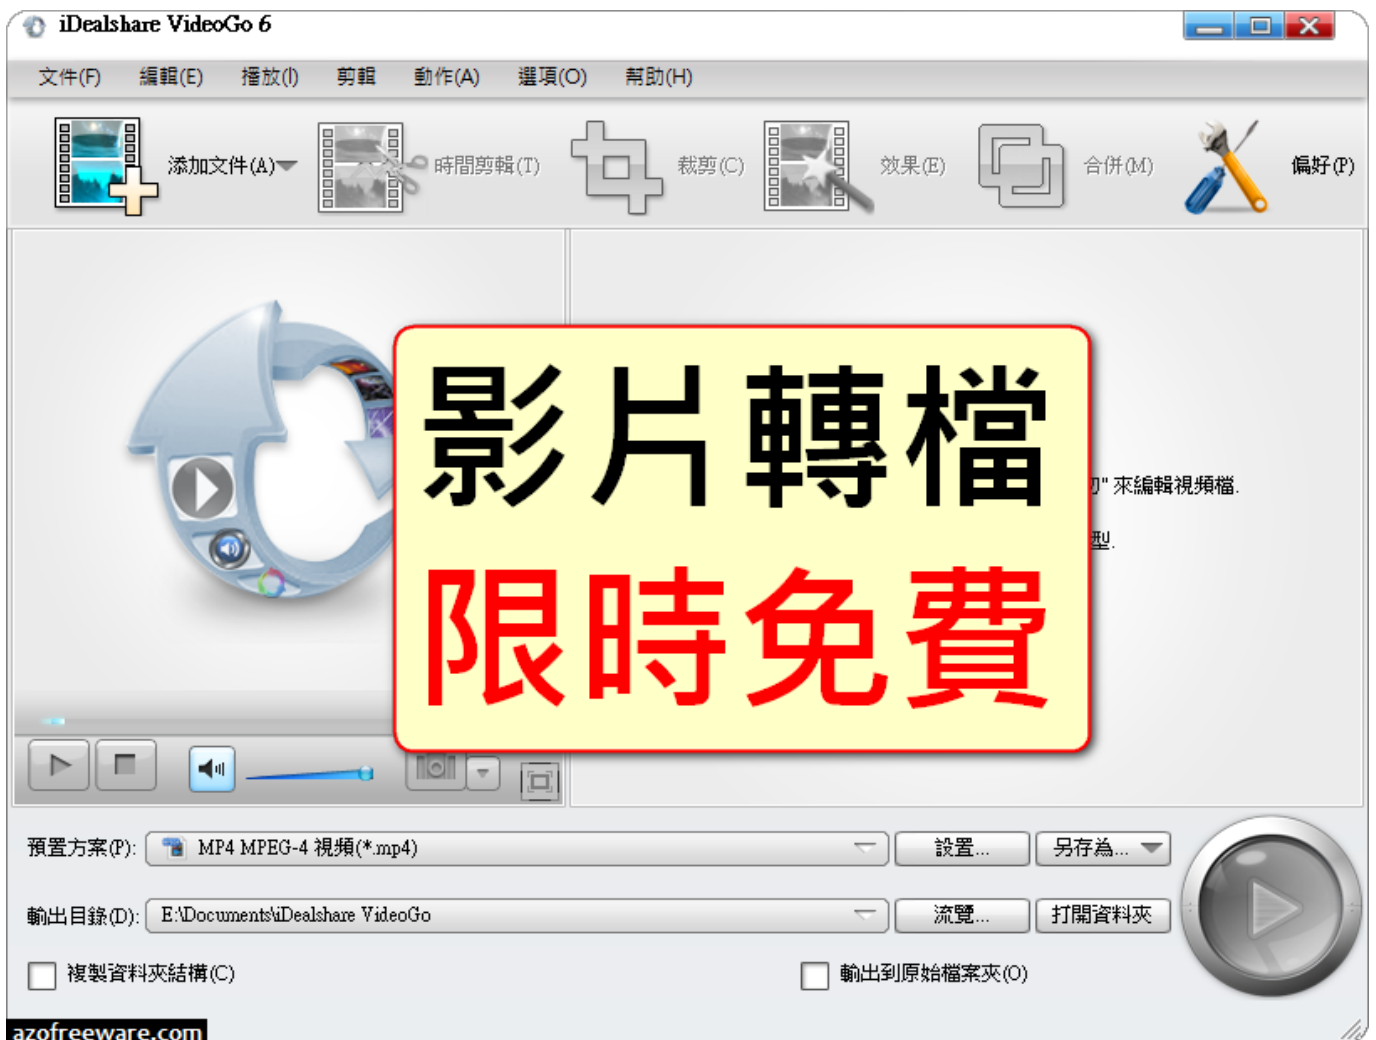 iDealshare VideoGo 6
文件(F) 編輯(E) 播放(I) 剪輯 動作(A) 選項(O) 幫助(H)
添加文件(A) 時間剪輯(T) 裁剪(C) 效果(E) 合併(M) 偏好(P)
影片轉檔
" 來編輯視頻檔.
型.
限時免費
預置方案(P): MP4 MPEG-4 視頻(*.mp4) 設置... 另存為...
輸出目錄(D): E:\Documents\iDealshare VideoGo 流覽... 打開資料夾
複製資料夾結構(C) 輸出到原始檔案夾(O)
azofreeware.com